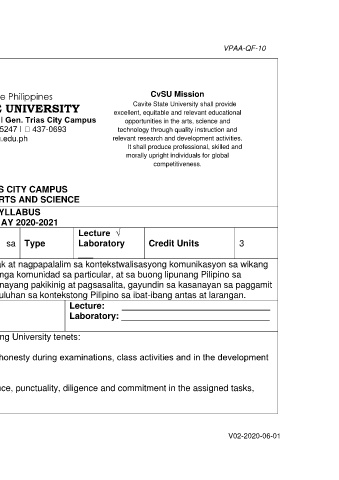 VPAA-QF-10
e Philippines
E UNIVERSITY
l Gen. Trias City Campus
5247 I □ 437-0693
.edu.ph
CvSU Mission
Cavite State University shall provide
excellent, equitable and relevant educational
opportunities in the arts, science and
technology through quality instruction and
relevant research and development activities.
It shall produce professional, skilled and
morally upright individuals for global
competitiveness.
S CITY CAMPUS
RTS AND SCIENCE
YLLABUS
AY 2020-2021
sa Type Lecture √ Credit Units 3
Laboratory
gk at nagpapalalim sa kontekstwalisasyong komunikasyon sa wikang
nga komunidad sa particular, at sa buong lipunang Pilipino sa
nayang pakikinig at pagsasalita, gayundin sa kasanayan sa paggamit
uluhan sa kontekstong Pilipino sa ibat-ibang antas at larangan.
Lecture:
Laboratory:
ng University tenets:
honesty during examinations, class activities and in the development
ce, punctuality, diligence and commitment in the assigned tasks,
V02-2020-06-01